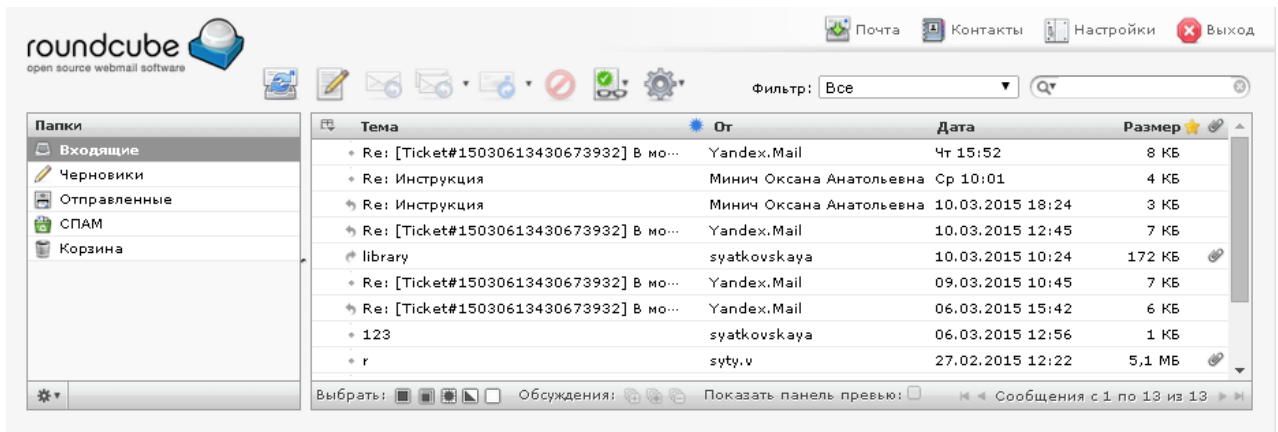 roundcube
open source webmail software
Почта Контакты Настройки Выход
Фильтр: Все
Папки
Входящие
Черновики
Отправленные
СПАМ
Корзина
Тема От Дата Размер
Re: [Ticket#15030613430673932] В мо... Yandex.Mail Чт 15:52 8 КБ
Re: Инструкция Минич Оксана Анатольевна Ср 10:01 4 КБ
Re: Инструкция Минич Оксана Анатольевна 10.03.2015 18:24 3 КБ
Re: [Ticket#15030613430673932] В мо... Yandex.Mail 10.03.2015 12:45 7 КБ
library syatkovskaya 10.03.2015 10:24 172 КБ
Re: [Ticket#15030613430673932] В мо... Yandex.Mail 09.03.2015 10:45 7 КБ
Re: [Ticket#15030613430673932] В мо... Yandex.Mail 06.03.2015 15:42 6 КБ
123 syatkovskaya 06.03.2015 12:56 1 КБ
r syty.v 27.02.2015 12:22 5,1 МБ
Выбрать: Обсуждения: Показать панель превью: Сообщения с 1 по 13 из 13